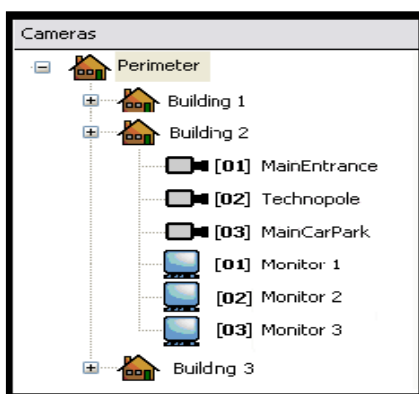 Cameras
Perimeter
Building 1
Building 2
[01] MainEntrance
[02] Technopole
[03] MainCarPark
[01] Monitor 1
[02] Monitor 2
[03] Monitor 3
Buildng 3